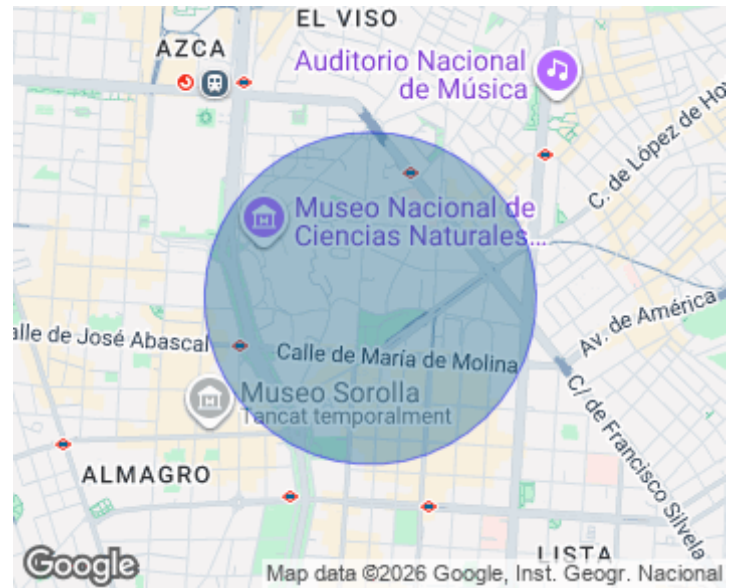 EL VISO
AZCA
Auditorio Nacional
de Música
C. de López de Ho
Museo Nacional de
Ciencias Naturales...
Av. de América
alle de José Abascal
Calle de María de Molina
Museo Sorolla
Tancat temporalment
C/ de Francisco Silvela
ALMAGRO
LISTA
Google
Map data ©2026 Google, Inst. Geogr. Nacional